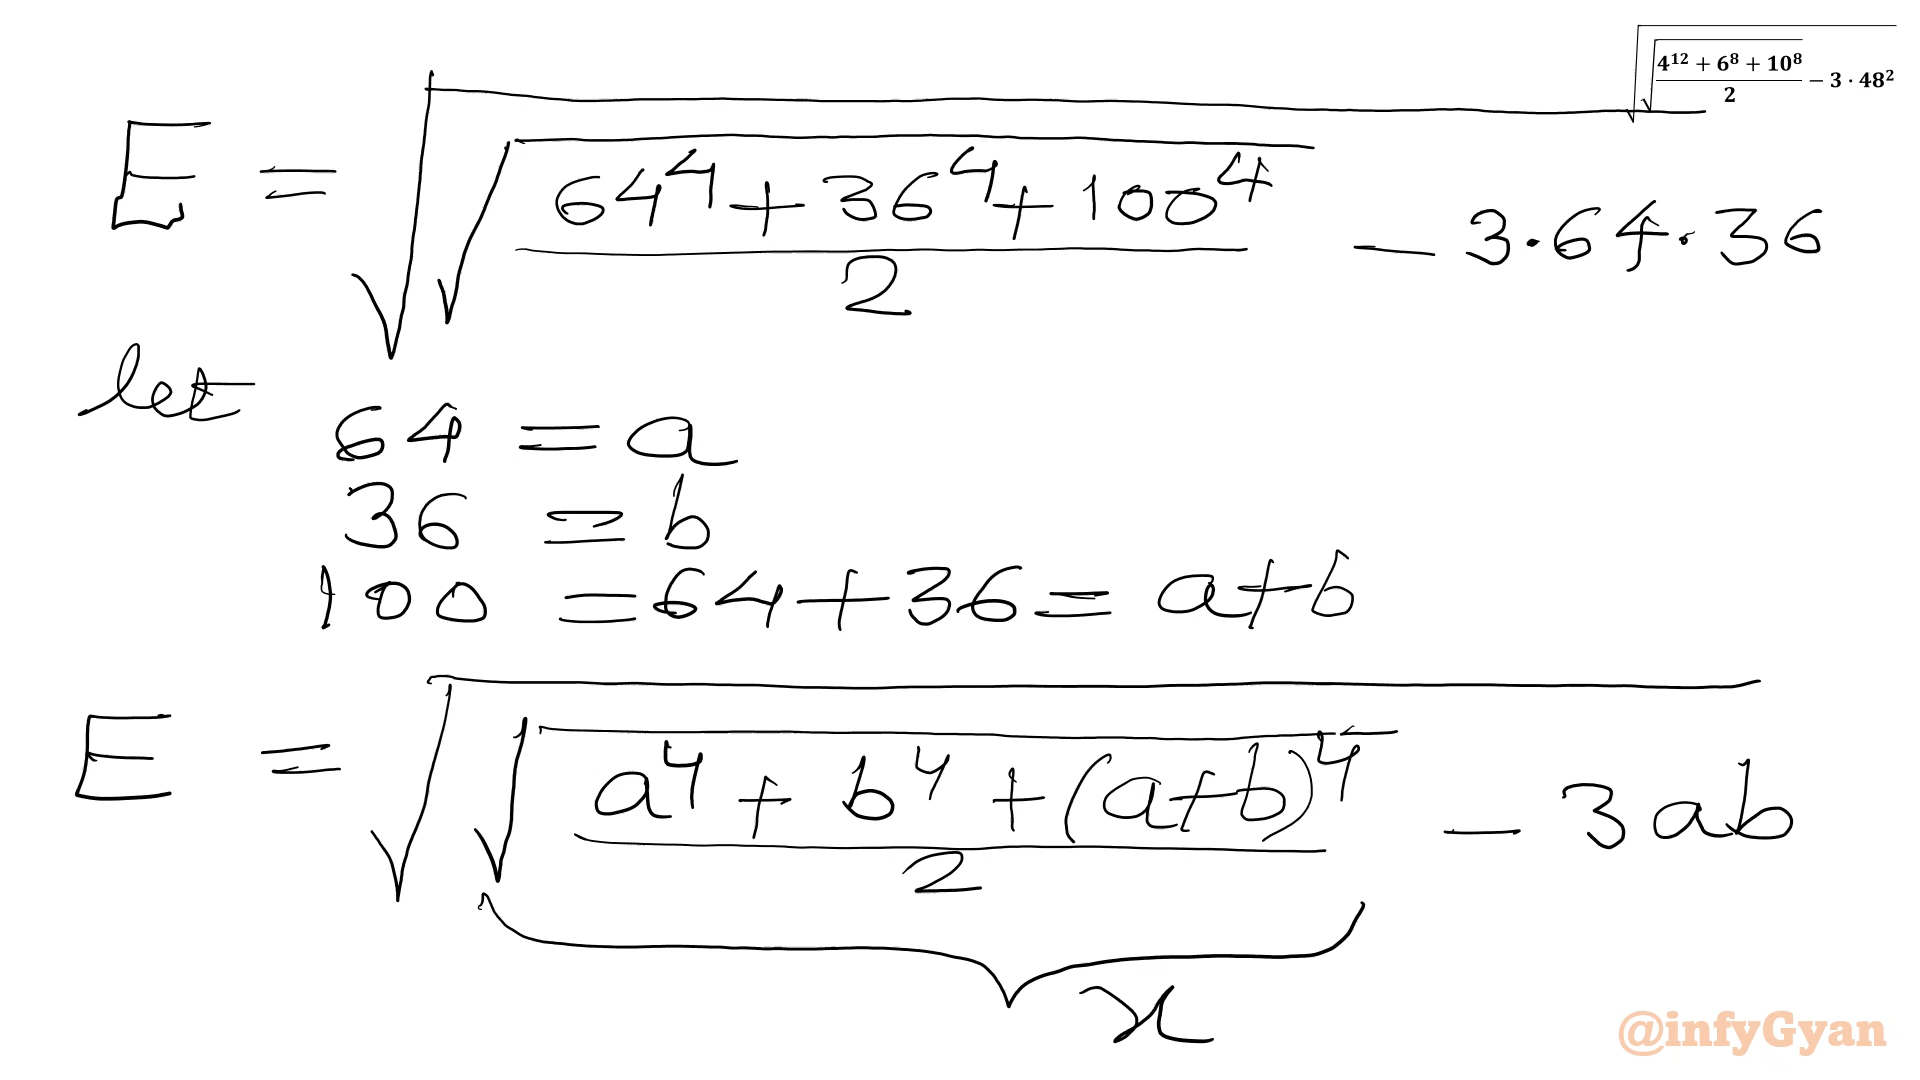 √(√((4¹² + 6⁸ + 10⁸)/2) − 3 · 48²)
E = √(√((64⁴ + 36⁴ + 100⁴)/2) − 3·64·36)
let
64 = a
36 = b
100 = 64 + 36 = a+b
E = √(√((a⁴ + b⁴ + (a+b)⁴)/2) − 3ab)
x
@infyGyan